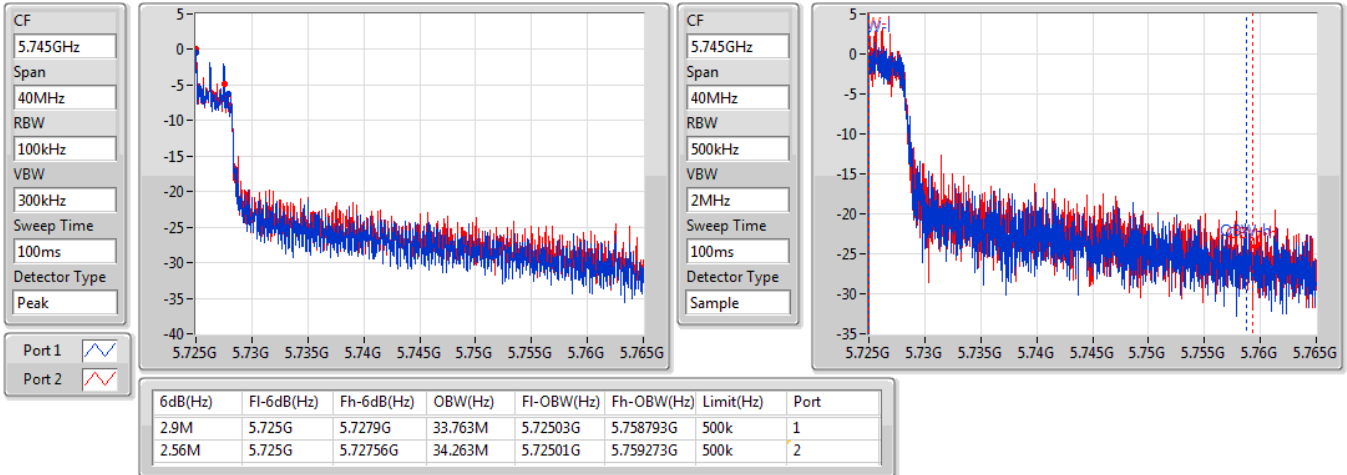 CF
5.745GHz
Span
40MHz
RBW
100kHz
VBW
300kHz
Sweep Time
100ms
Detector Type
Peak
Port 1
Port 2
5
0
-5
-10
-15
-20
-25
-30
-35
-40
5.725G 5.73G 5.735G 5.74G 5.745G 5.75G 5.755G 5.76G 5.765G
CF
5.745GHz
Span
40MHz
RBW
500kHz
VBW
2MHz
Sweep Time
100ms
Detector Type
Sample
5
0
-5
-10
-15
-20
-25
-30
-35
5.725G 5.73G 5.735G 5.74G 5.745G 5.75G 5.755G 5.76G 5.765G
6dB(Hz) Fl-6dB(Hz) Fh-6dB(Hz) OBW(Hz) Fl-OBW(Hz) Fh-OBW(Hz) Limit(Hz) Port
2.9M 5.725G 5.7279G 33.763M 5.72503G 5.758793G 500k 1
2.56M 5.725G 5.72756G 34.263M 5.72501G 5.759273G 500k 2